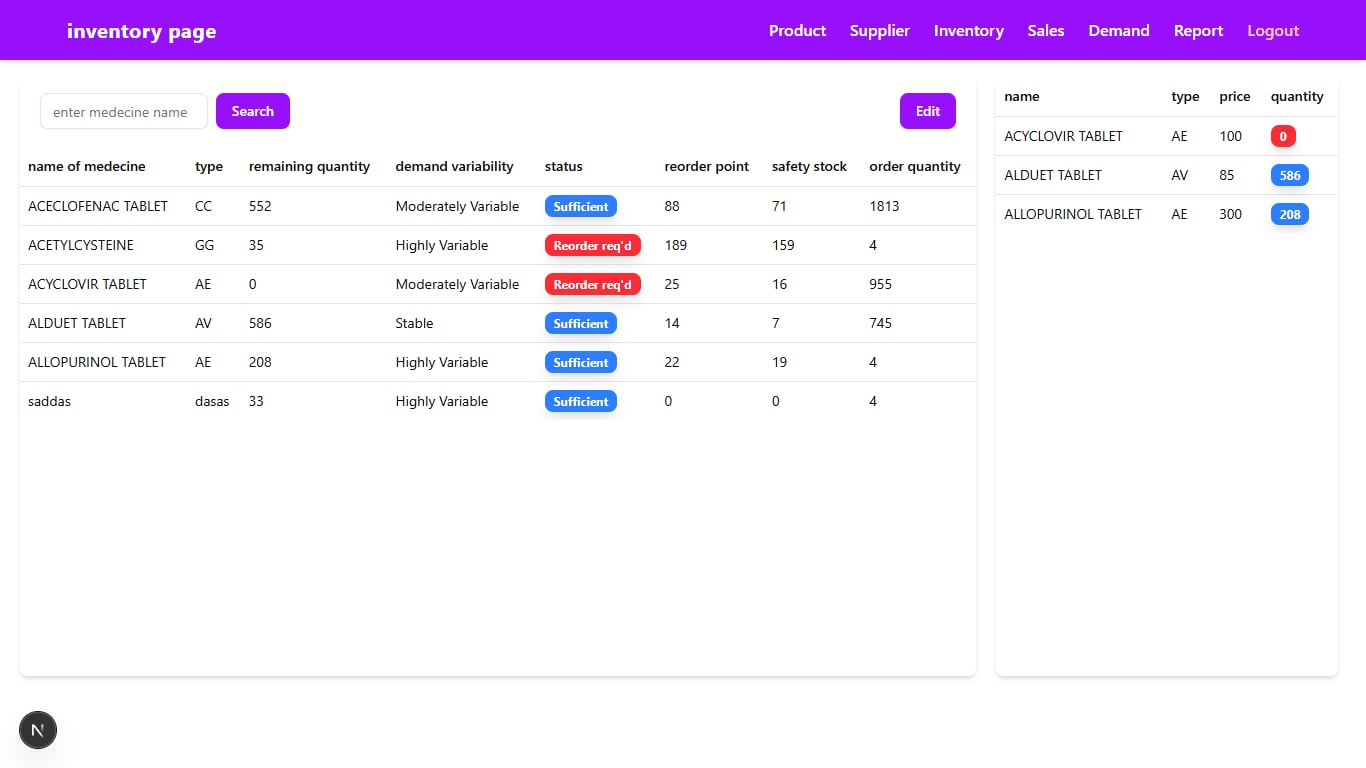 inventory page Product Supplier Inventory Sales Demand Report Logout
enter medecine name Search Edit
name of medecine type remaining quantity demand variability status reorder point safety stock order quantity
ACECLOFENAC TABLET CC 552 Moderately Variable Sufficient 88 71 1813
ACETYLCYSTEINE GG 35 Highly Variable Reorder req'd 189 159 4
ACYCLOVIR TABLET AE 0 Moderately Variable Reorder req'd 25 16 955
ALDUET TABLET AV 586 Stable Sufficient 14 7 745
ALLOPURINOL TABLET AE 208 Highly Variable Sufficient 22 19 4
saddas dasas 33 Highly Variable Sufficient 0 0 4
name type price quantity
ACYCLOVIR TABLET AE 100 0
ALDUET TABLET AV 85 586
ALLOPURINOL TABLET AE 300 208
N